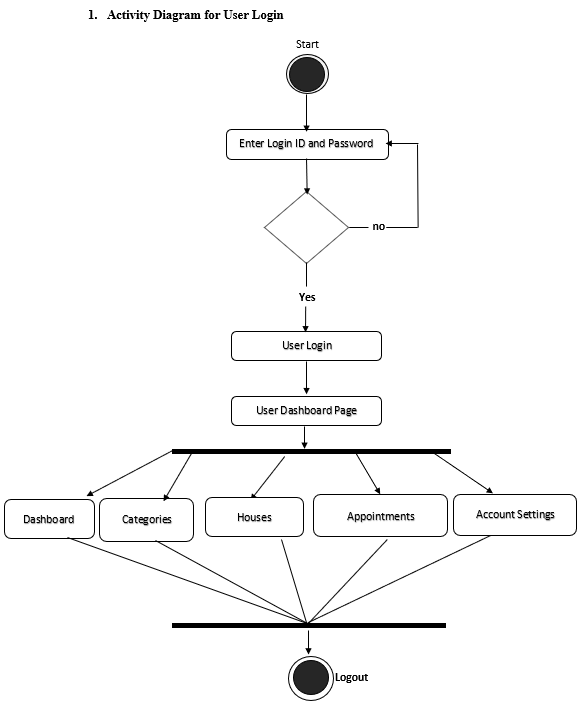 1. Activity Diagram for User Login
Start
Enter Login ID and Password
no
Yes
User Login
User Dashboard Page
Dashboard
Categories
Houses
Appointments
Account Settings
Logout